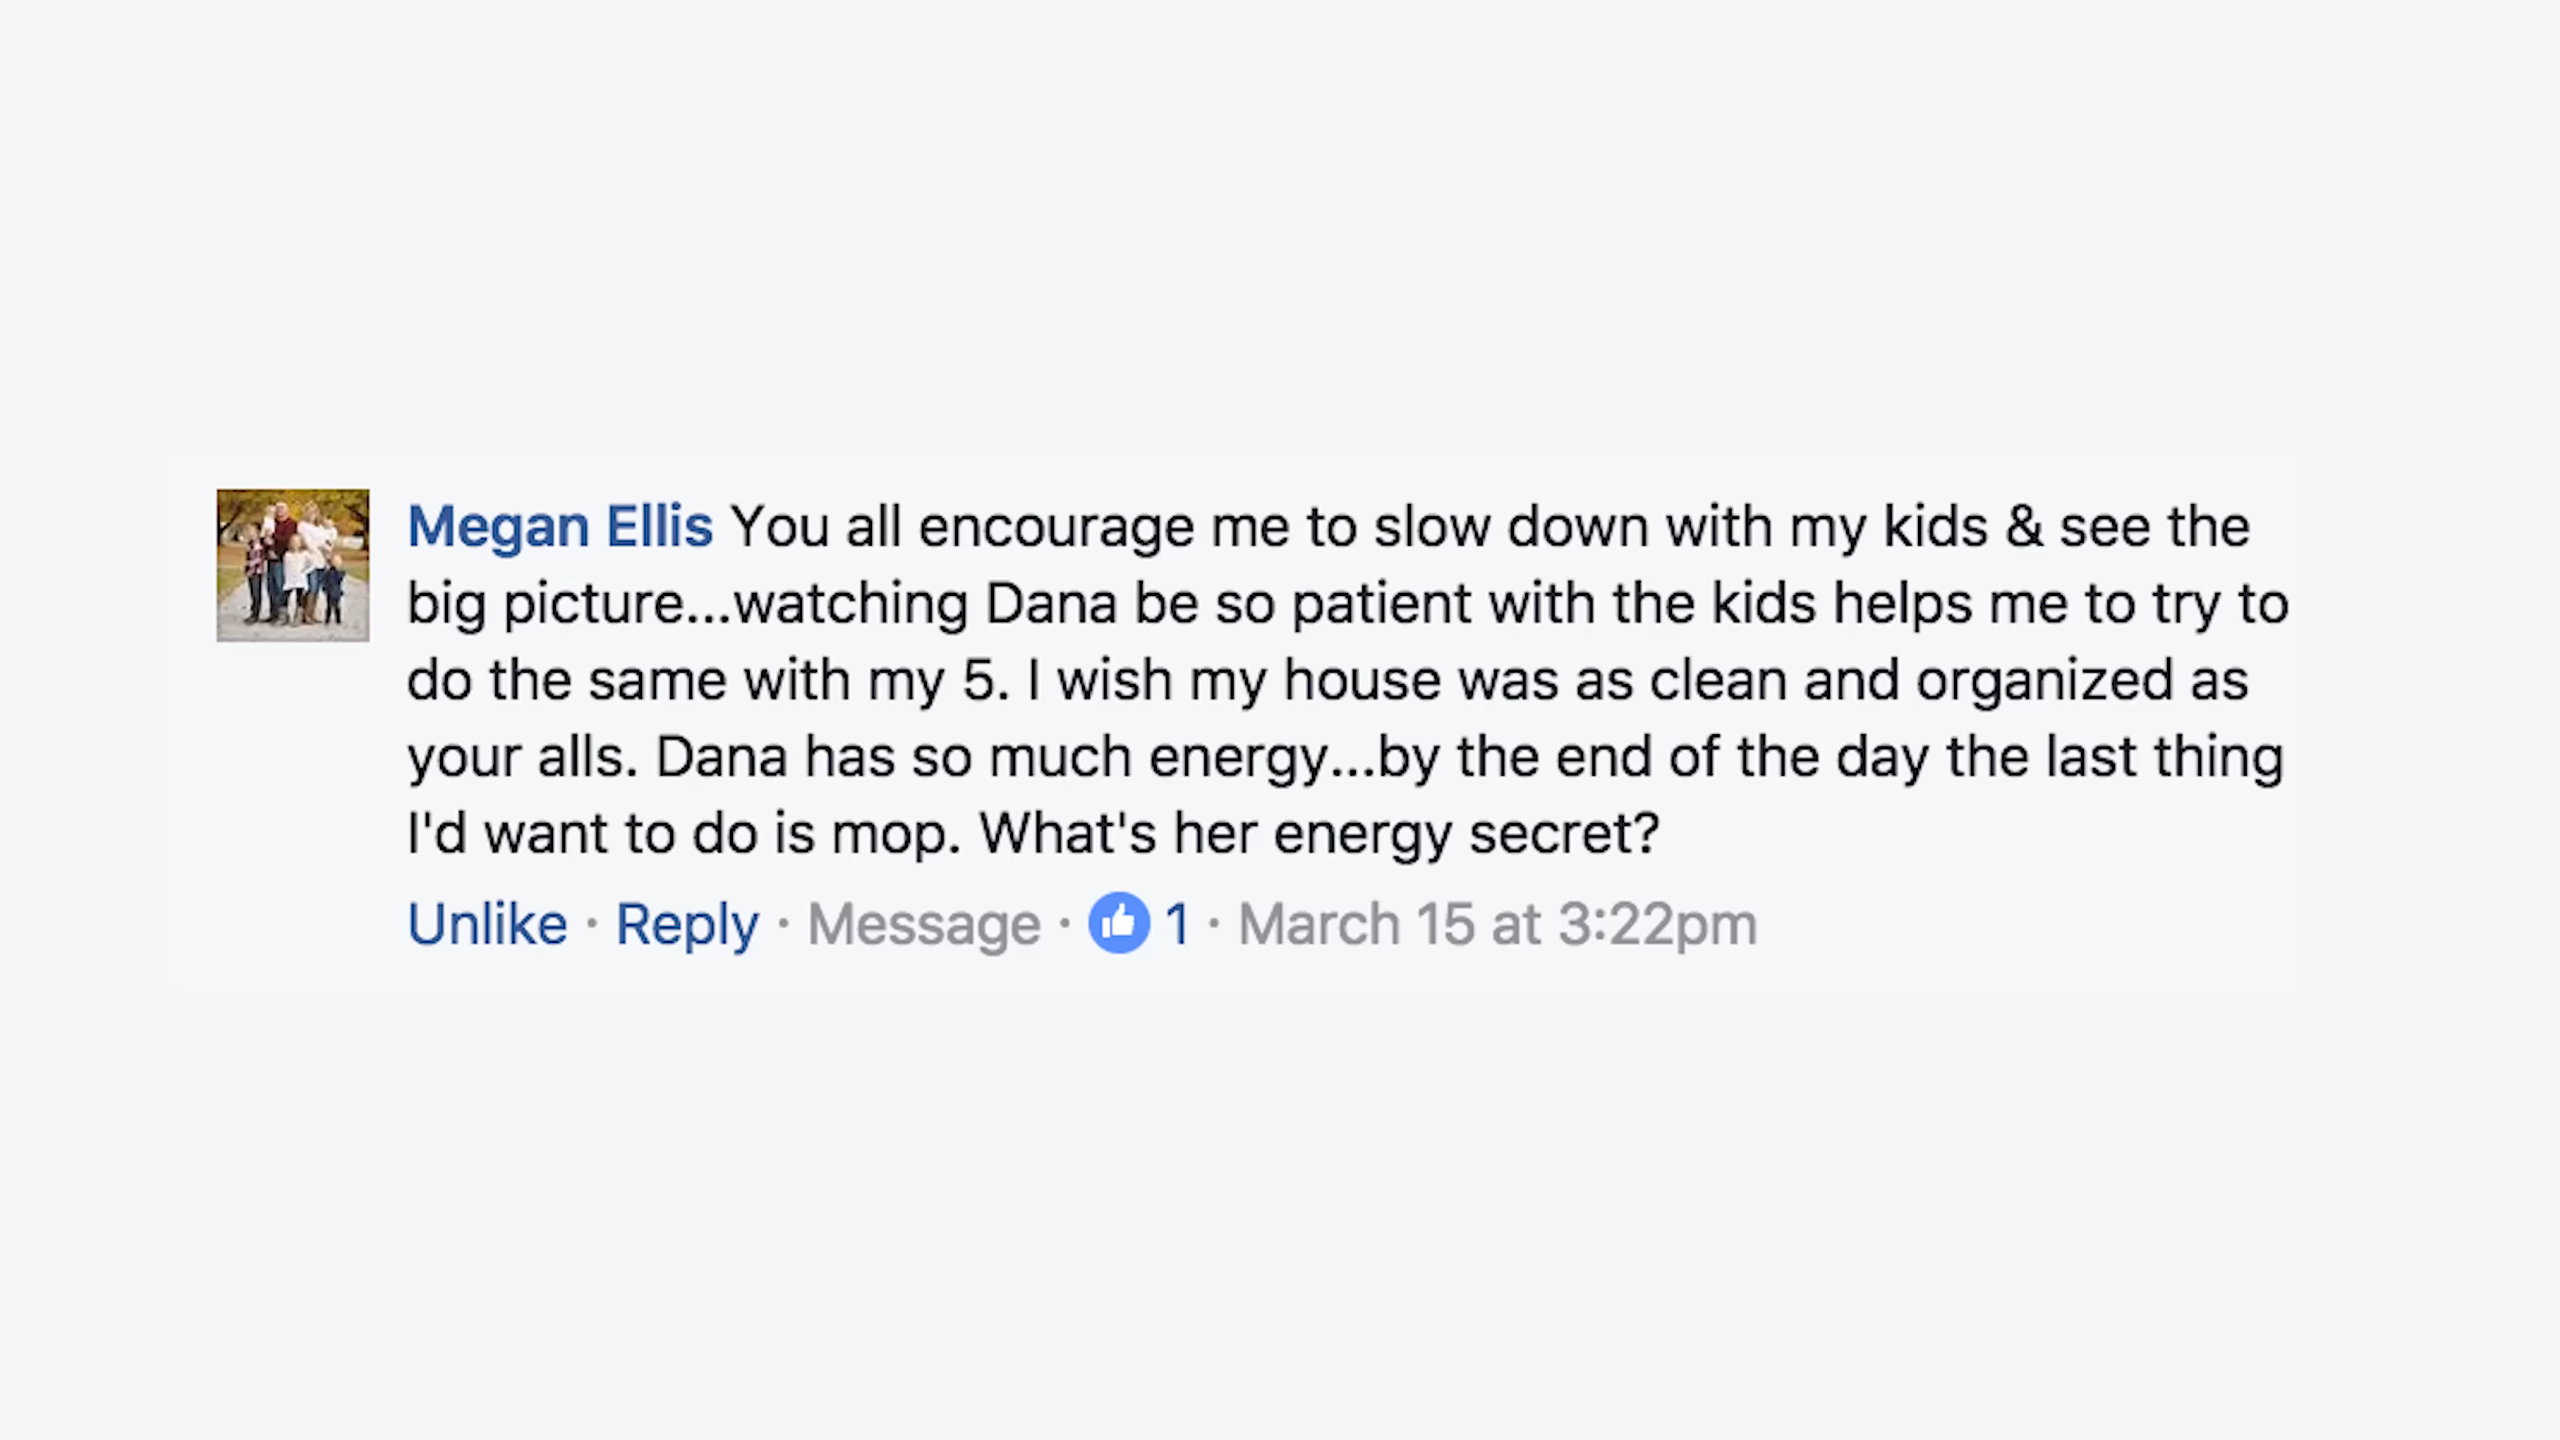 Megan Ellis You all encourage me to slow down with my kids & see the
big picture...watching Dana be so patient with the kids helps me to try to
do the same with my 5. I wish my house was as clean and organized as
your alls. Dana has so much energy...by the end of the day the last thing
I'd want to do is mop. What's her energy secret?
Unlike · Reply · Message · 1 · March 15 at 3:22pm